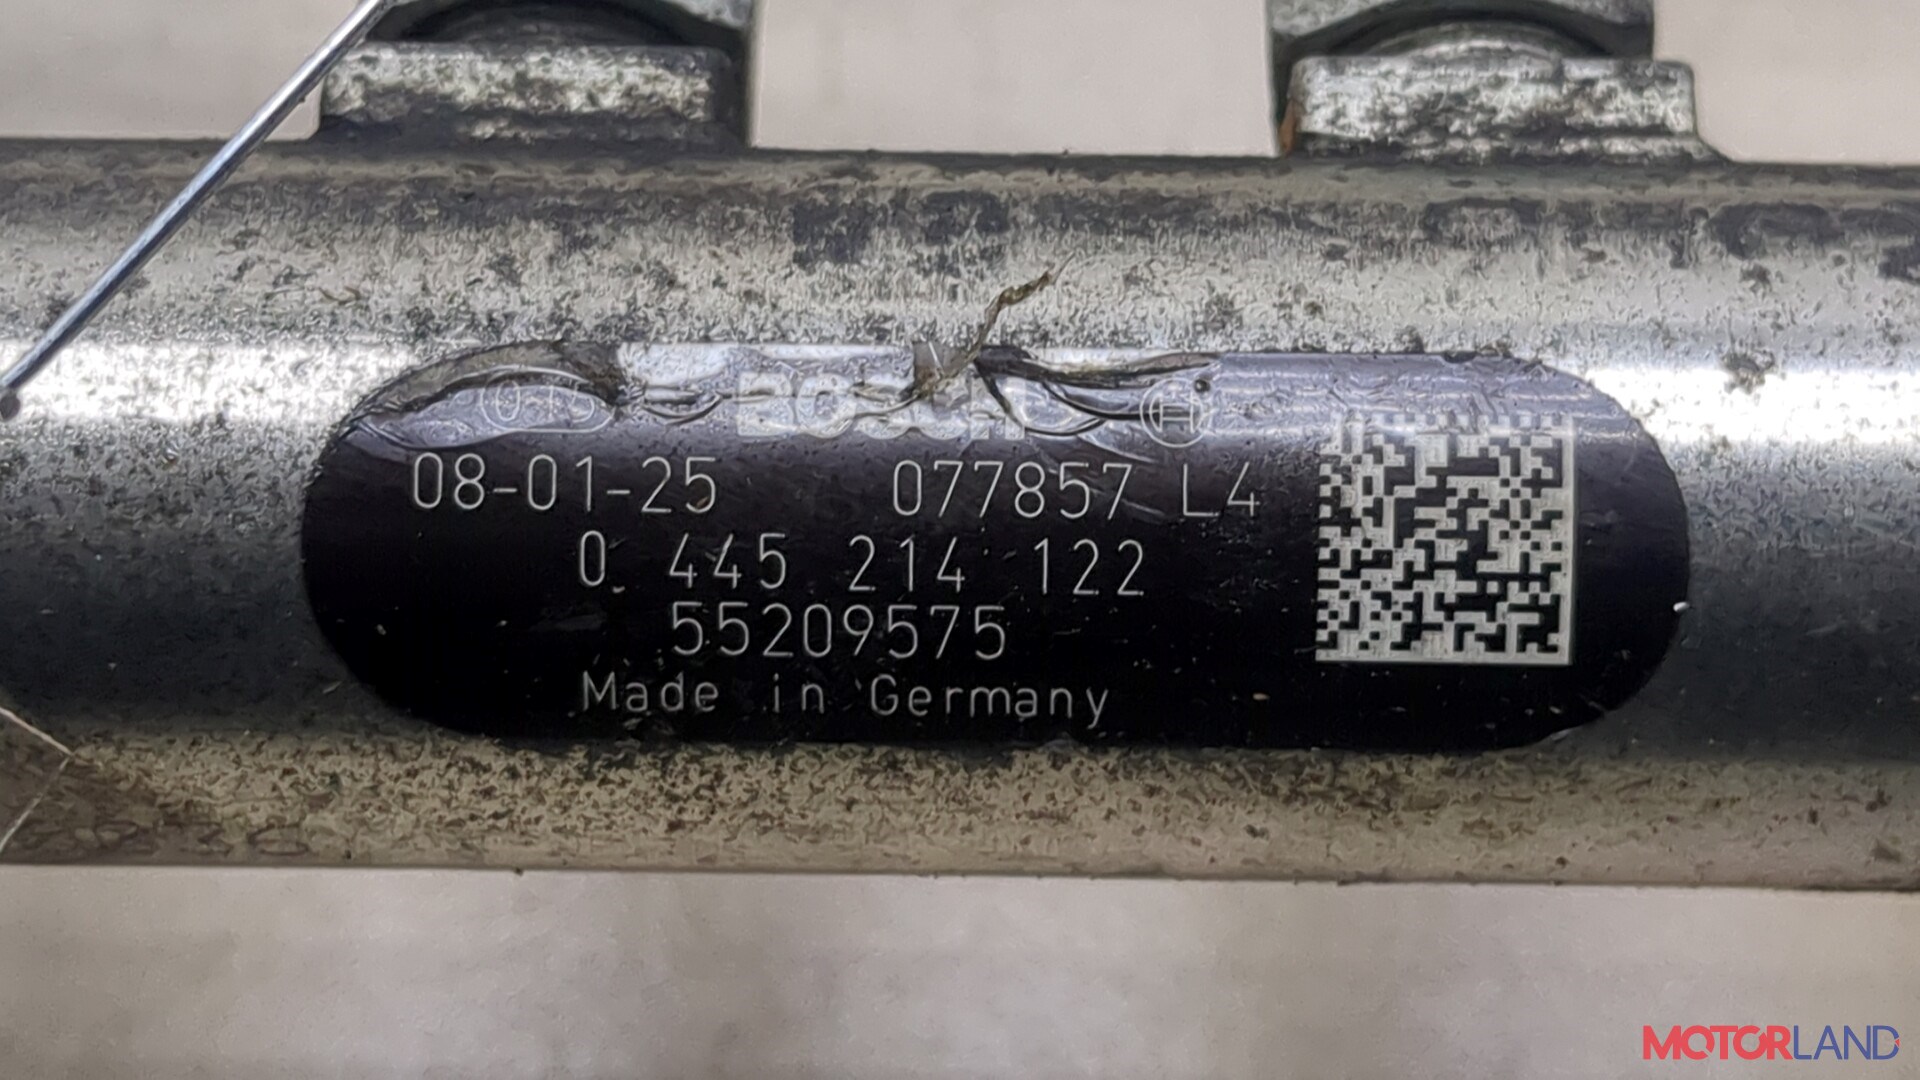 BOSCH
08-01-25 077857 L4
0 445 214 122
55209575
Made in Germany
MOTORLAND